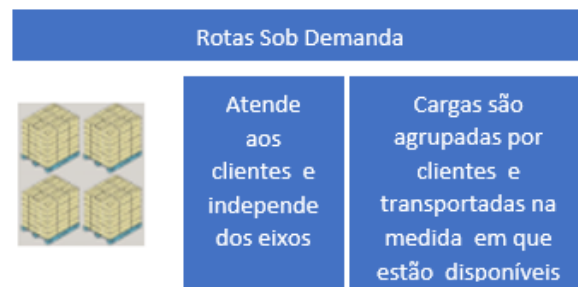 Rotas Sob Demanda
Atende
aos
clientes e
independe
dos eixos
Cargas são
agrupadas por
clientes e
transportadas na
medida em que
estão disponíveis